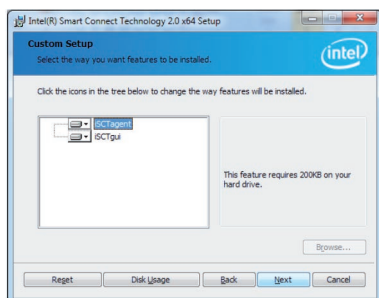 Intel(R) Smart Connect Technology 2.0 x64 Setup
Custom Setup
Select the way you want features to be installed.
intel
Click the icons in the tree below to change the way features will be installed.
iSCTagent
iSCTgui
This feature requires 200KB on your
hard drive.
Browse...
Reset
Disk Usage
Back
Next
Cancel